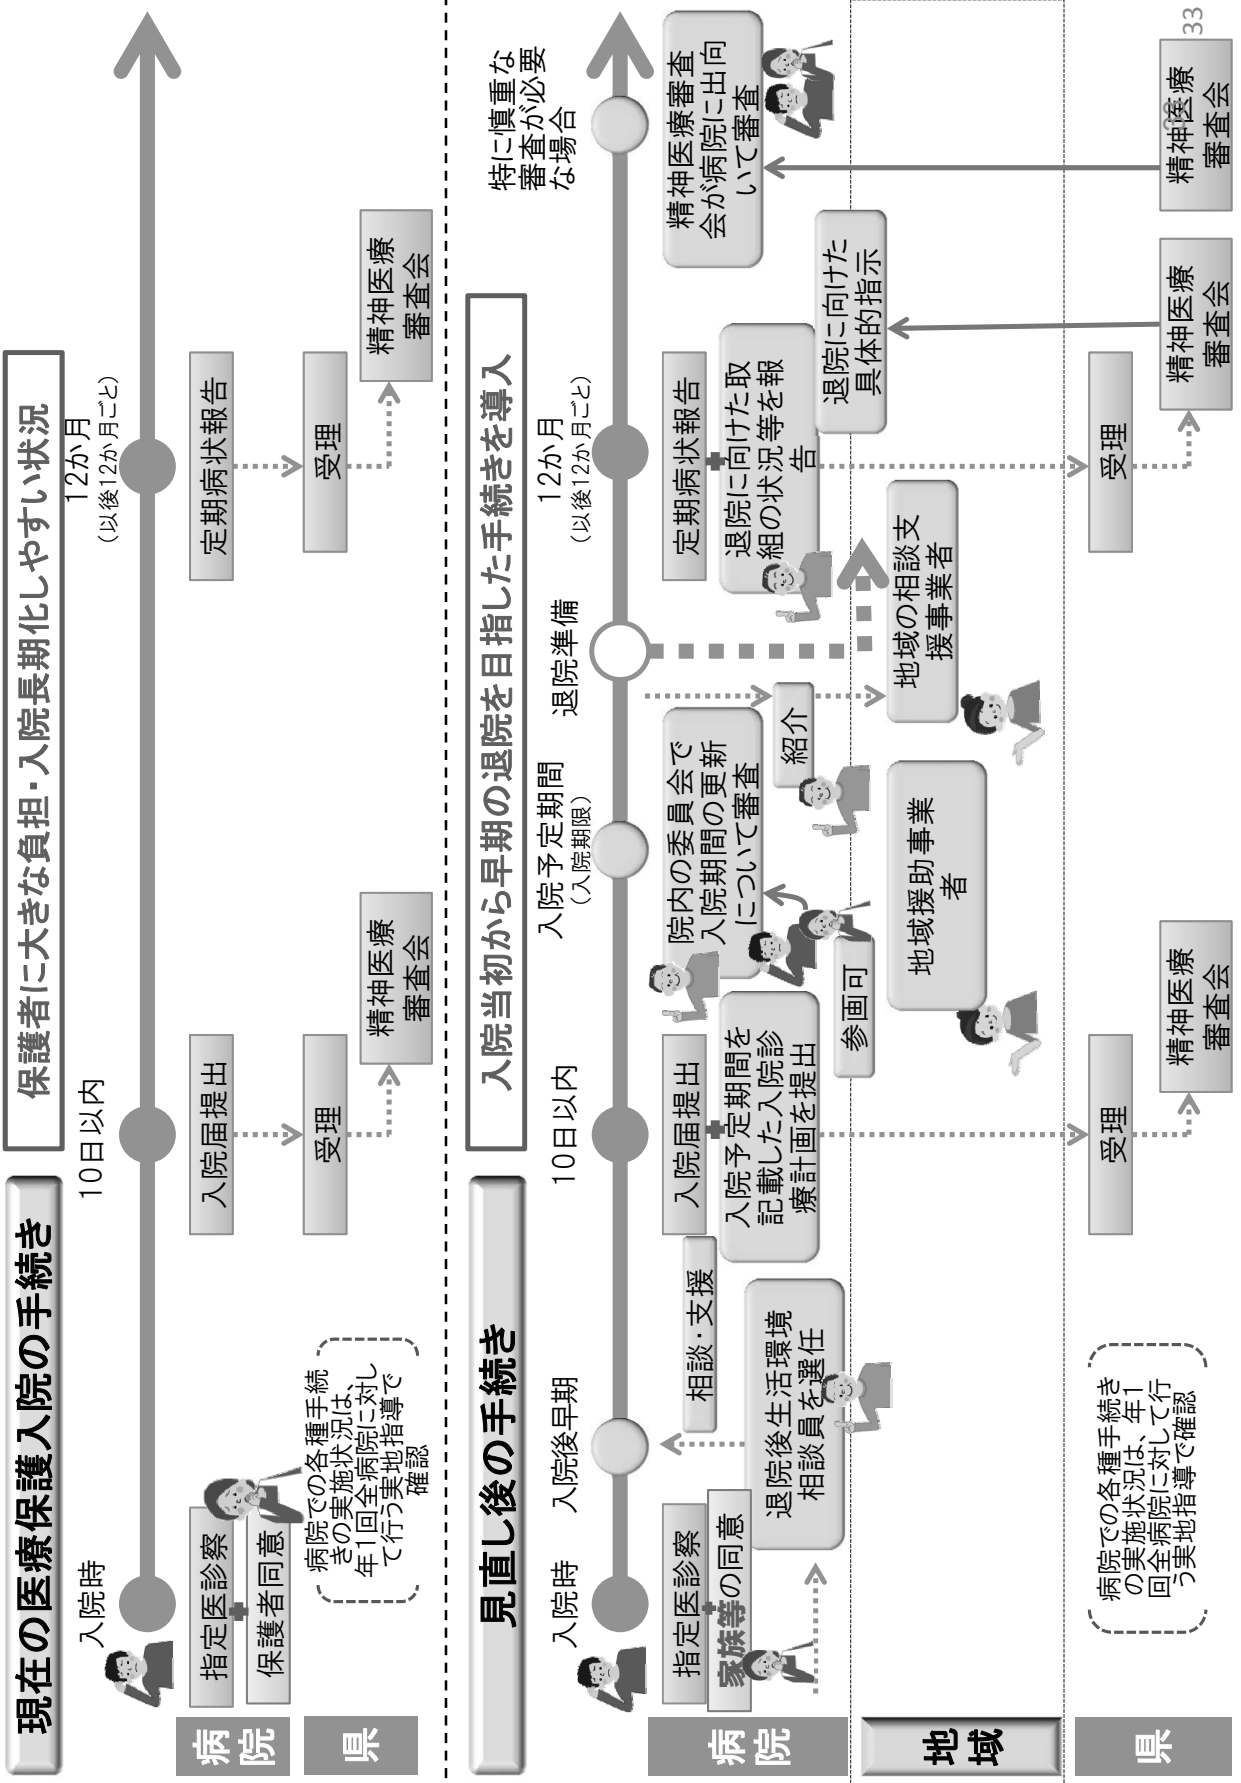 現在の医療保護入院の手続き
保護者に大きな負担・入院長期化しやすい状況
入院時
10日以内
12か月
（以後12か月ごと）
病院
指定医診察
保護者同意
入院届提出
定期病状報告
県
病院での各種手続
きの実施状況は、
年1回全病院に対し
て行う実地指導で
確認
受理
精神医療
審査会
受理
精神医療
審査会
見直し後の手続き
入院当初から早期の退院を目指した手続きを導入
入院時
入院後早期
10日以内
入院予定期間
（入院期限）
退院準備
12か月
（以後12か月ごと）
特に慎重な
審査が必要
な場合
病院
指定医診察
家族等の同意
退院後生活環境
相談員を選任
相談・支援
入院届提出
入院予定期間を
記載した入院診
療計画を提出
院内の委員会で
入院期間の更新
について審査
参画可
紹介
定期病状報告
退院に向けた取
組の状況等を報
告
退院に向けた
具体的指示
精神医療審査
会が病院に出向
いて審査
地域
地域援助事業
者
地域の相談支
援事業者
県
病院での各種手続き
の実施状況は、年1
回全病院に対して行
う実地指導で確認
受理
精神医療
審査会
受理
精神医療
審査会
精神医療
審査会
33
33